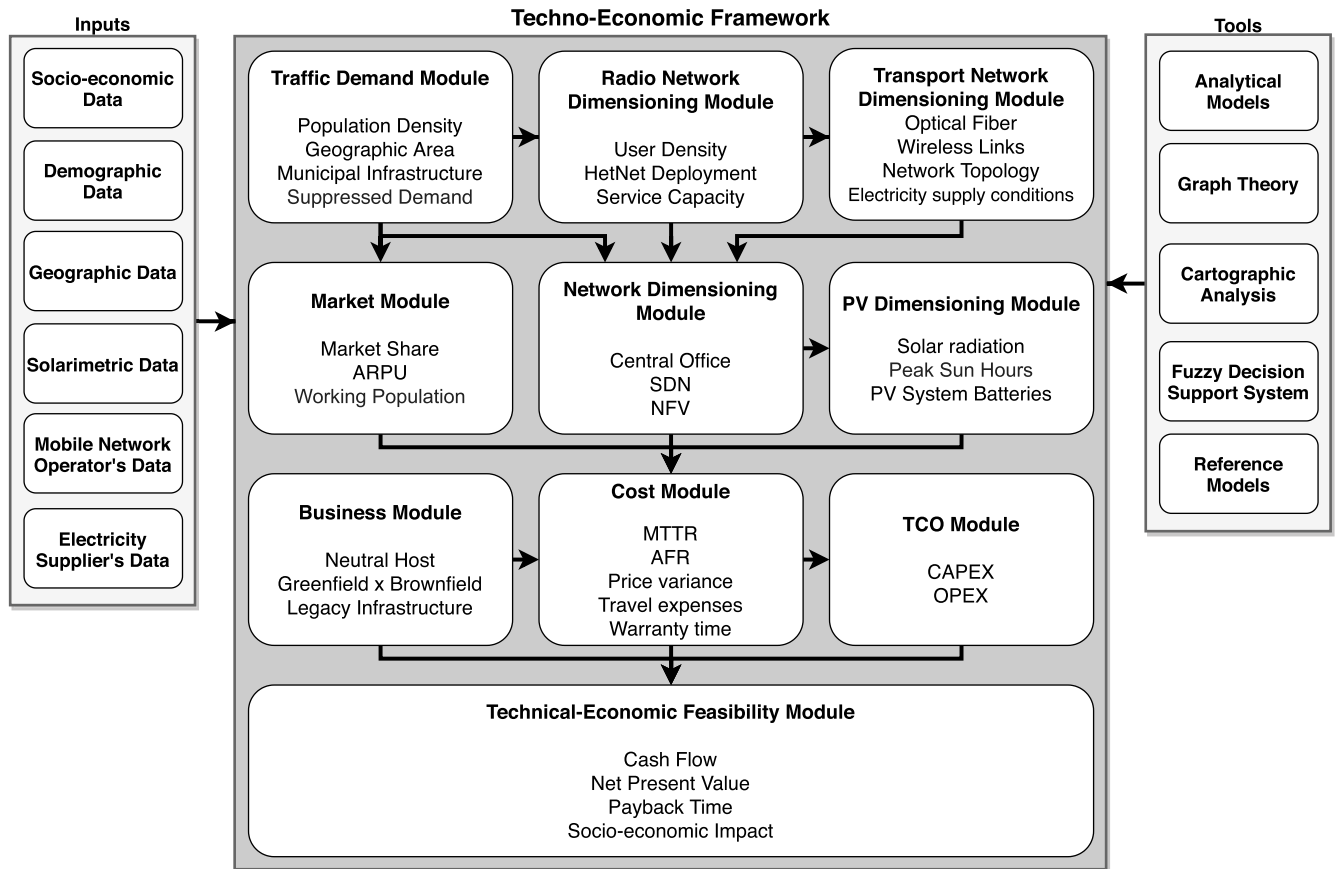 Inputs
Socio-economic
Data
Demographic
Data
Geographic Data
Solarimetric Data
Mobile Network
Operator's Data
Electricity
Supplier's Data
Techno-Economic Framework
Traffic Demand Module
Population Density
Geographic Area
Municipal Infrastructure
Suppressed Demand
Radio Network
Dimensioning Module
User Density
HetNet Deployment
Service Capacity
Transport Network
Dimensioning Module
Optical Fiber
Wireless Links
Network Topology
Electricity supply conditions
Market Module
Market Share
ARPU
Working Population
Network Dimensioning
Module
Central Office
SDN
NFV
PV Dimensioning Module
Solar radiation
Peak Sun Hours
PV System Batteries
Business Module
Neutral Host
Greenfield x Brownfield
Legacy Infrastructure
Cost Module
MTTR
AFR
Price variance
Travel expenses
Warranty time
TCO Module
CAPEX
OPEX
Technical-Economic Feasibility Module
Cash Flow
Net Present Value
Payback Time
Socio-economic Impact
Tools
Analytical
Models
Graph Theory
Cartographic
Analysis
Fuzzy Decision
Support System
Reference
Models